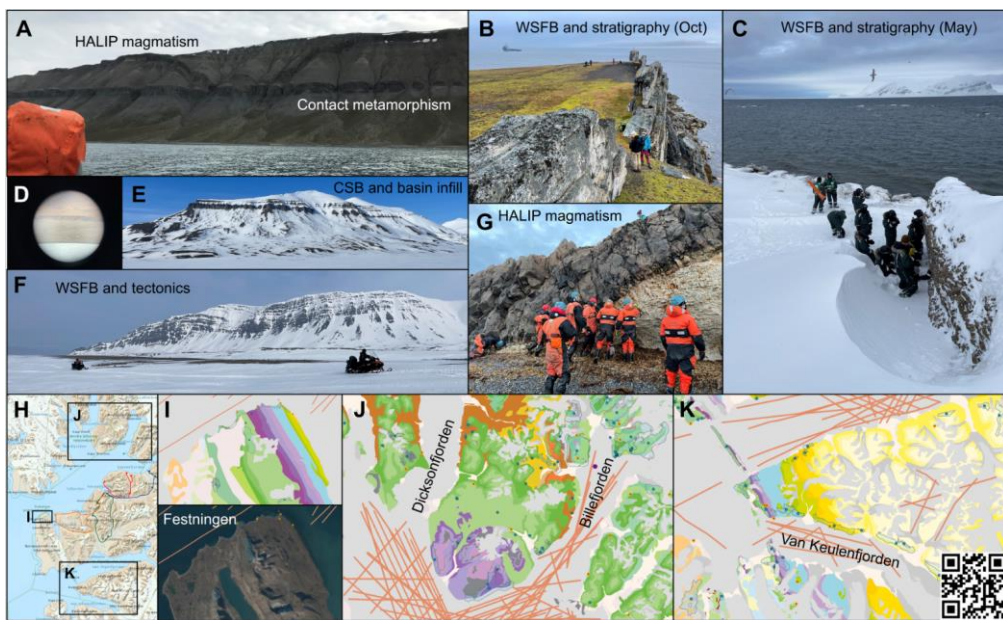 A
HALIP magmatism
Contact metamorphism
B
WSFB and stratigraphy (Oct)
C
WSFB and stratigraphy (May)
D
E
CSB and basin infill
F
WSFB and tectonics
G
HALIP magmatism
H
J
I
K
I
Festningen
J
Dicksonfjorden
Billefjorden
K
Van Keulenfjorden